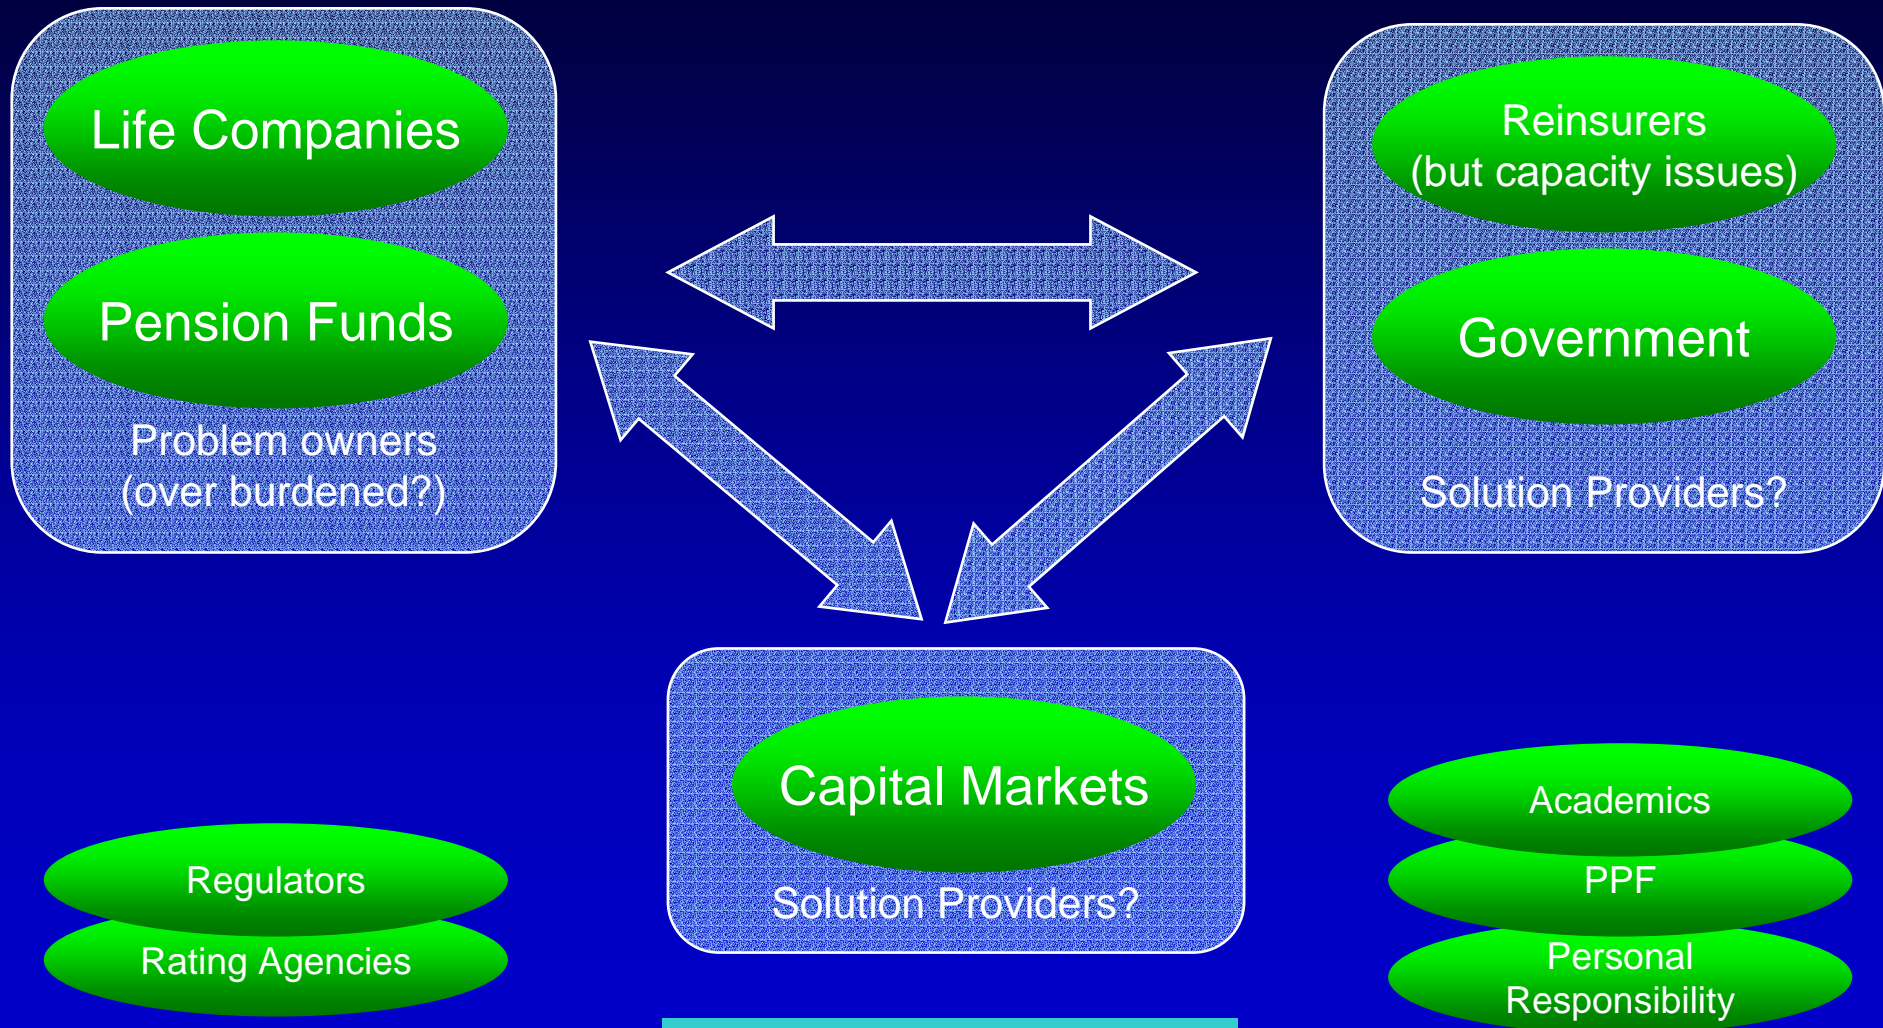 Life Companies
Pension Funds
Problem owners
(over burdened?)
Reinsurers
(but capacity issues)
Government
Solution Providers?
Capital Markets
Solution Providers?
Regulators
Rating Agencies
Academics
PPF
Personal
Responsibility